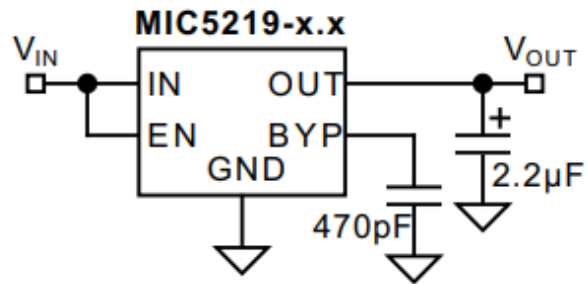 MIC5219-x.x
VIN
VOUT
IN
OUT
EN
BYP
GND
+
2.2µF
470pF